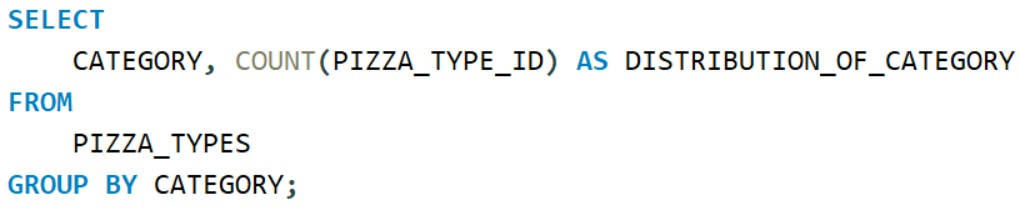 SELECT
    CATEGORY, COUNT(PIZZA_TYPE_ID) AS DISTRIBUTION_OF_CATEGORY
FROM
    PIZZA_TYPES
GROUP BY CATEGORY;